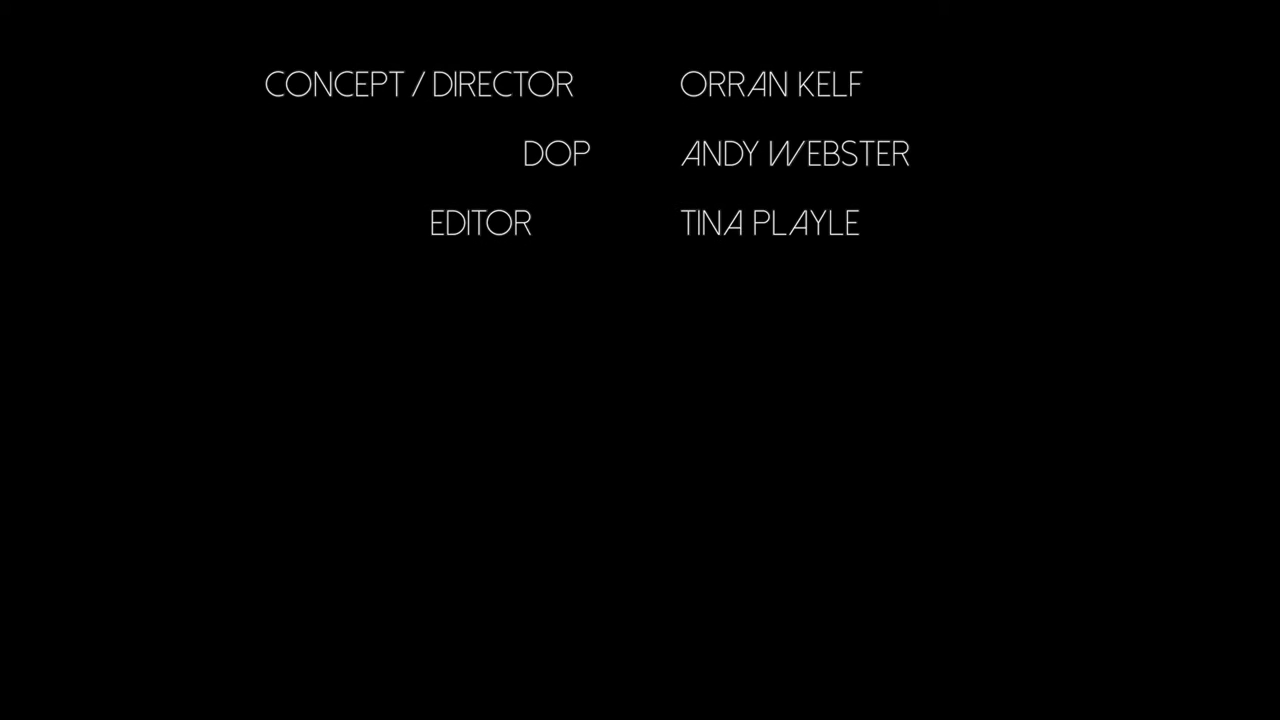 CONCEPT / DIRECTOR ORRAN KELF
DOP ANDY WEBSTER
EDITOR TINA PLAYLE